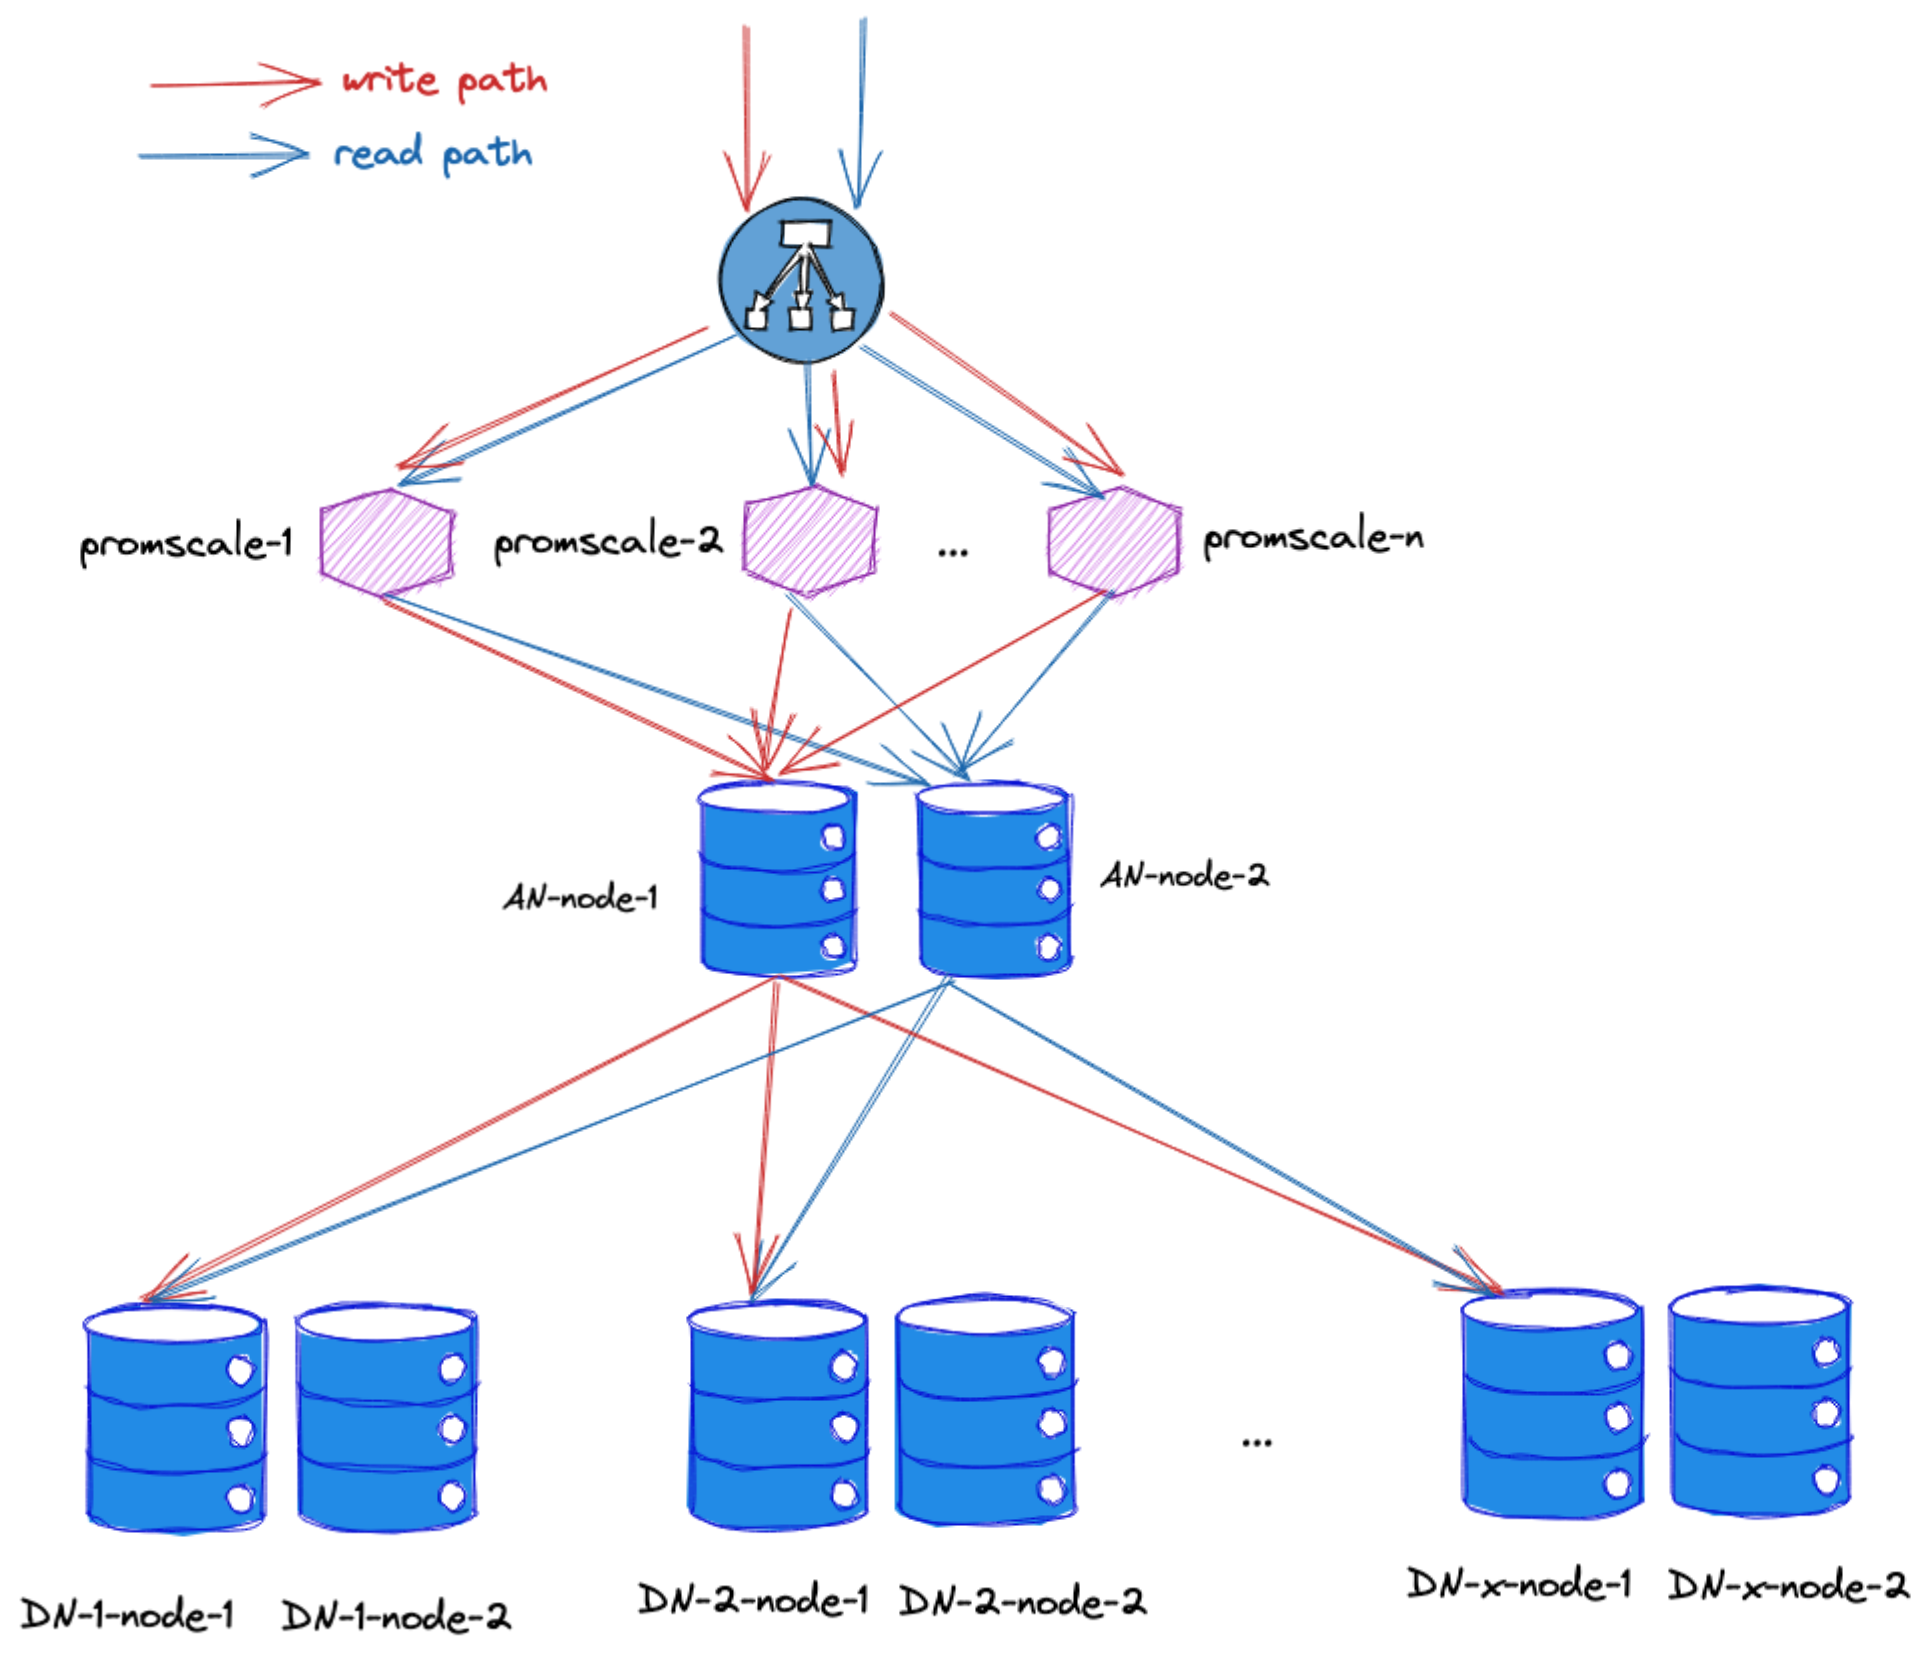 write path
read path
promscale-1
promscale-2
...
promscale-n
AN-node-1
AN-node-2
...
DN-1-node-1
DN-1-node-2
DN-2-node-1
DN-2-node-2
DN-x-node-1
DN-x-node-2